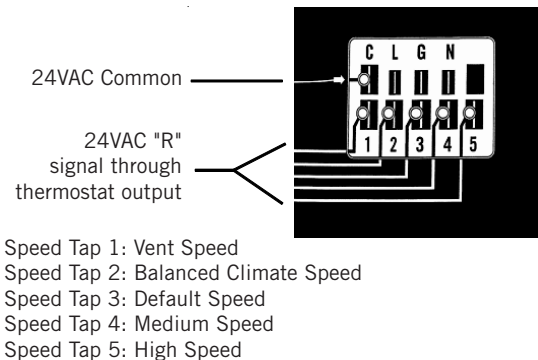 C L G N
24VAC Common
24VAC "R"
signal through
thermostat output
1 2 3 4 5
Speed Tap 1: Vent Speed
Speed Tap 2: Balanced Climate Speed
Speed Tap 3: Default Speed
Speed Tap 4: Medium Speed
Speed Tap 5: High Speed